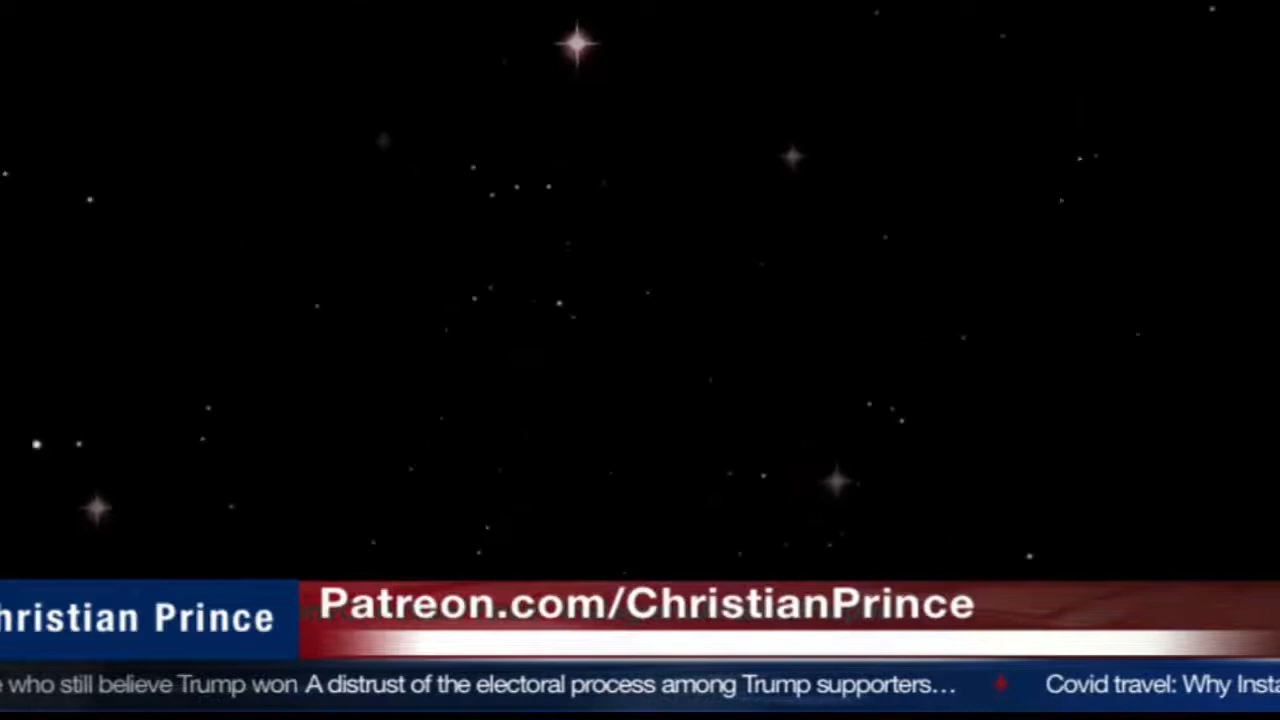 Patreon.com/ChristianPrince
hristian Prince
who still believe Trump won A distrust of the electoral process among Trump supporters… Covid travel: Why Insta